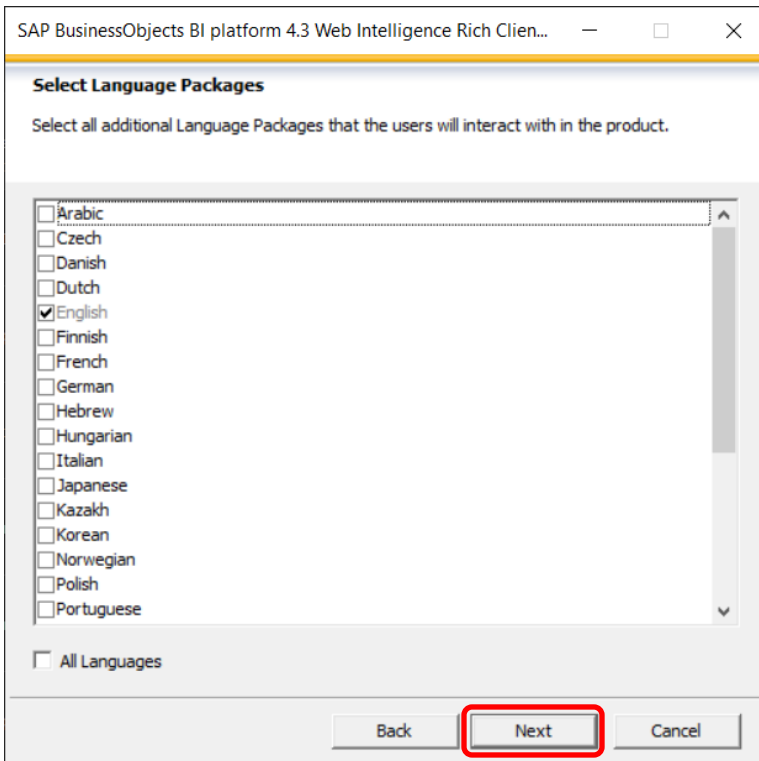 SAP BusinessObjects BI platform 4.3 Web Intelligence Rich Clien...
Select Language Packages
Select all additional Language Packages that the users will interact with in the product.
Arabic
Czech
Danish
Dutch
English
Finnish
French
German
Hebrew
Hungarian
Italian
Japanese
Kazakh
Korean
Norwegian
Polish
Portuguese
All Languages
Back Next Cancel